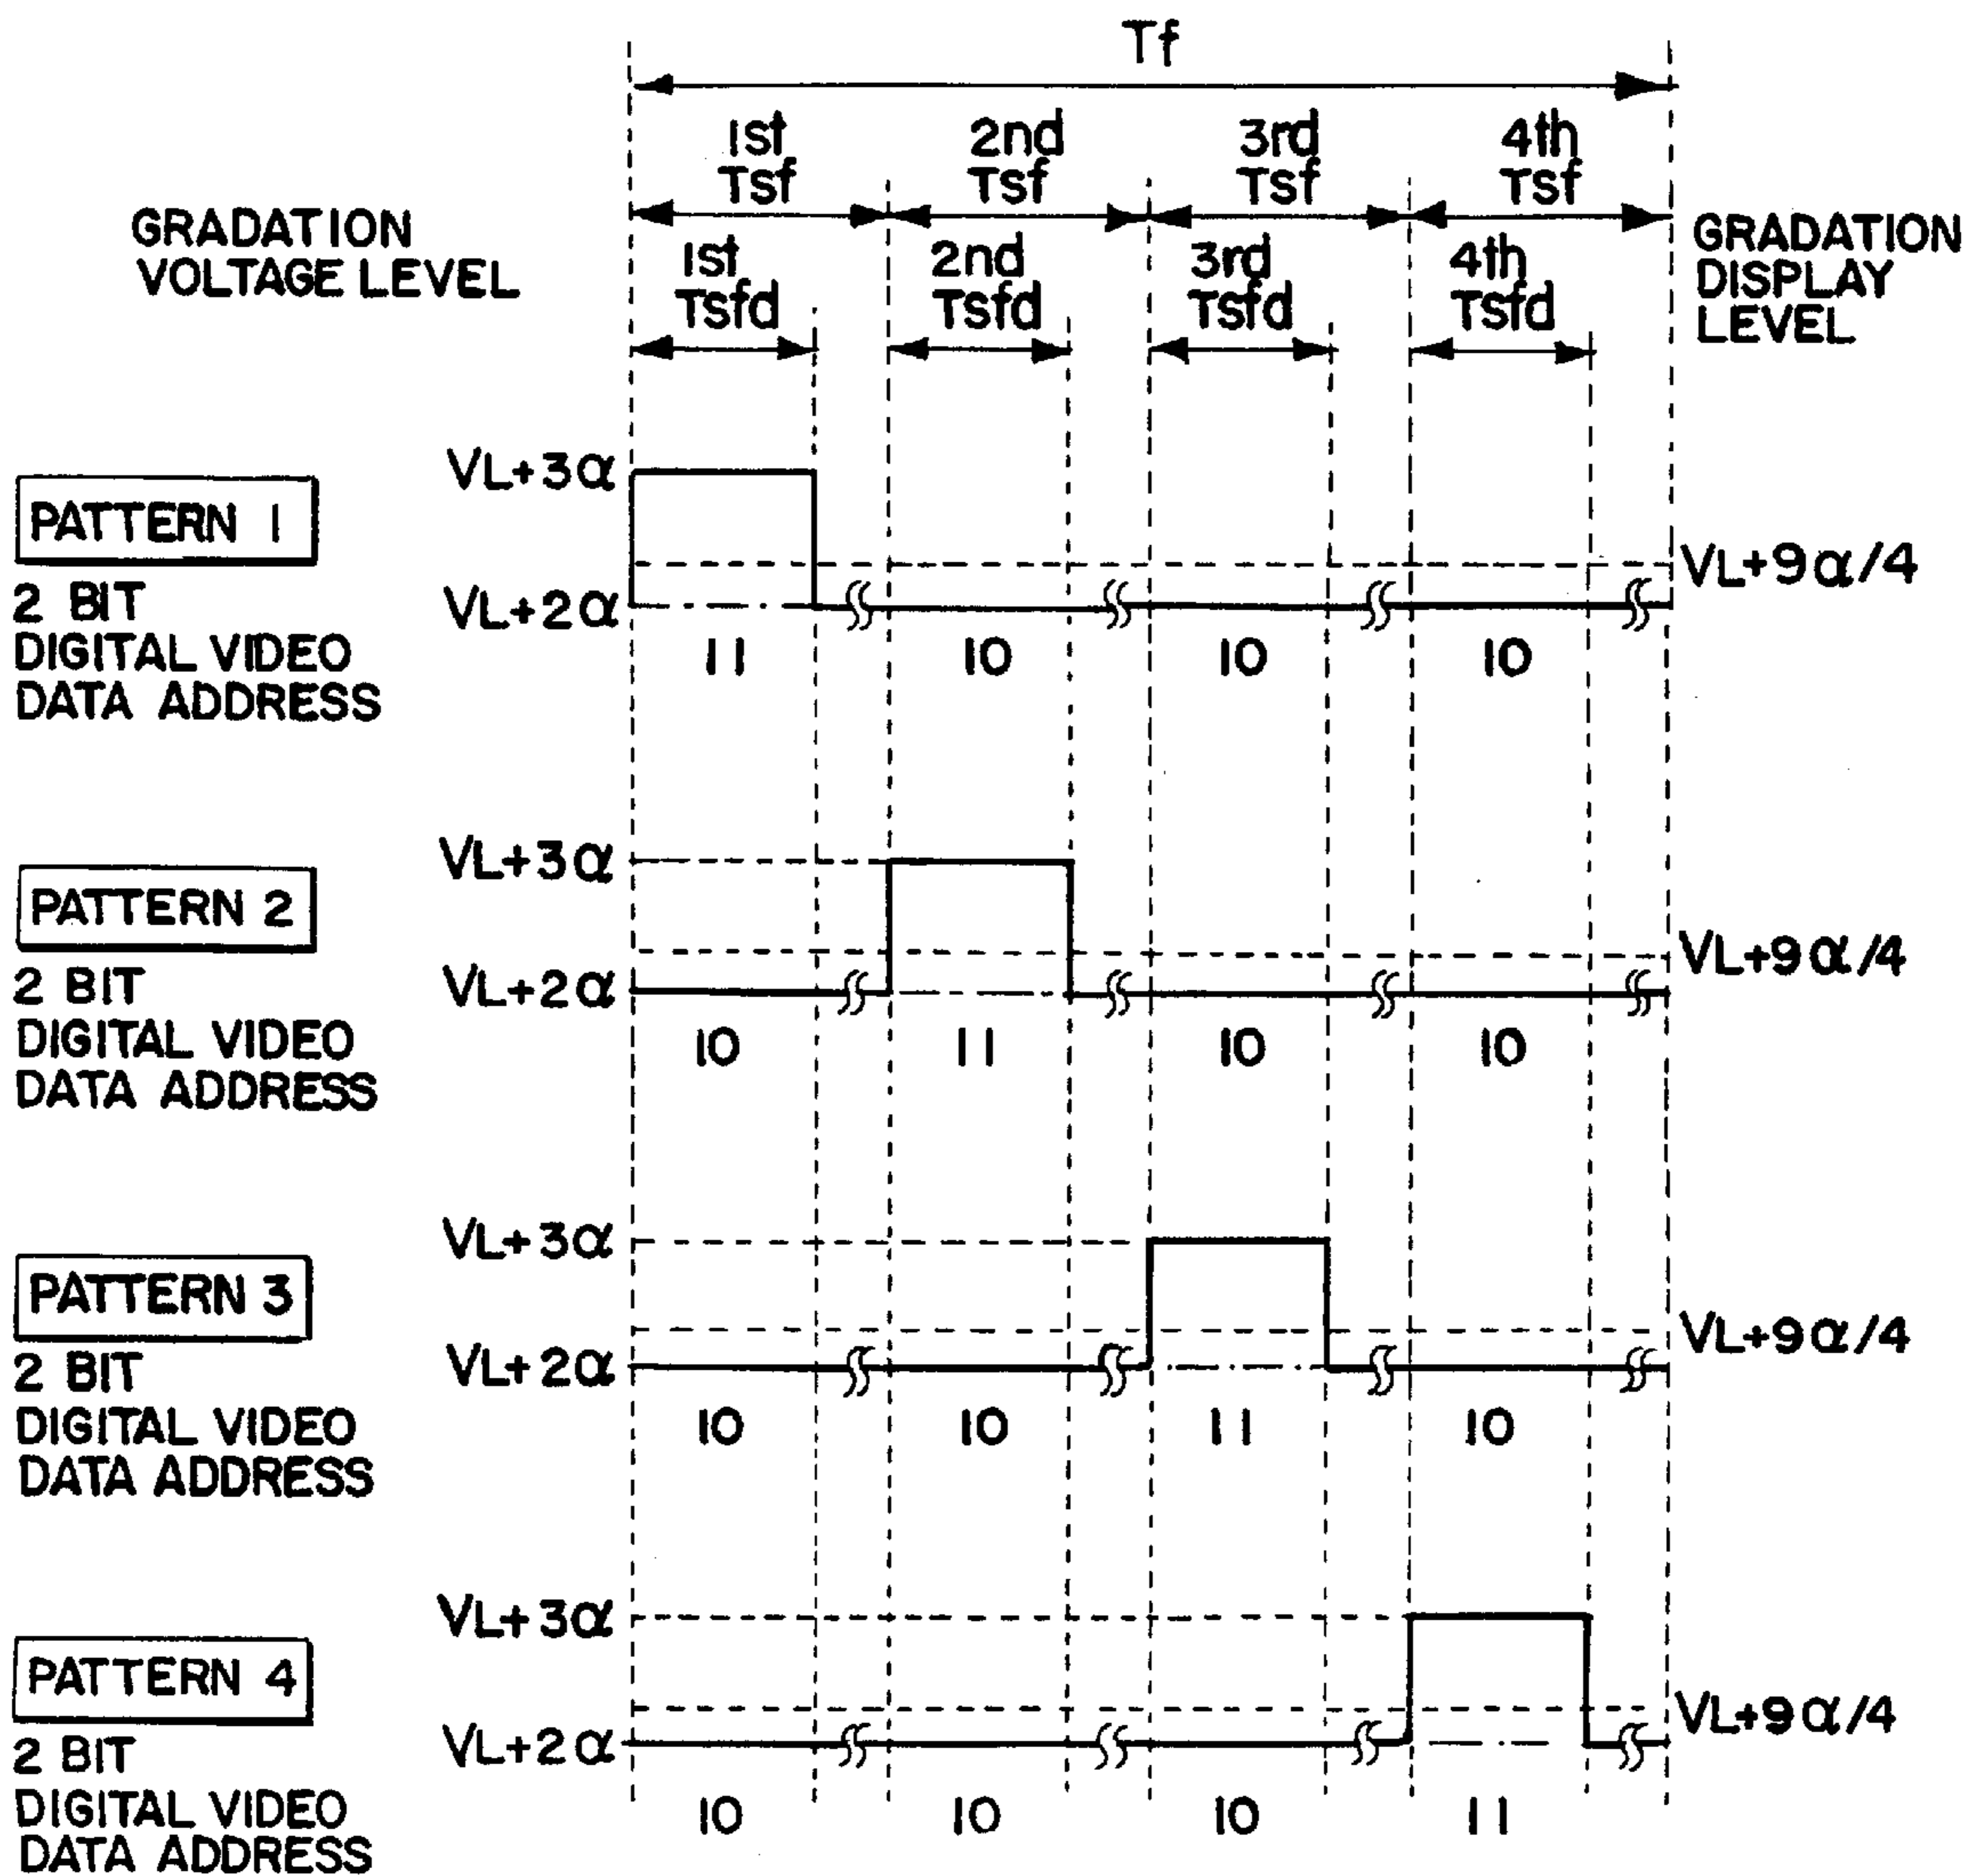 Tf
1st 2nd 3rd 4th
Tsf Tsf Tsf Tsf
GRADATION
VOLTAGE LEVEL
1st 2nd 3rd 4th
Tsfd Tsfd Tsfd Tsfd
GRADATION
DISPLAY
LEVEL
VL+3α
PATTERN 1
VL+9α/4
2 BIT
DIGITAL VIDEO
DATA ADDRESS
VL+2α
11 10 10 10
VL+3α
PATTERN 2
VL+9α/4
2 BIT
DIGITAL VIDEO
DATA ADDRESS
VL+2α
10 11 10 10
VL+3α
PATTERN 3
VL+9α/4
2 BIT
DIGITAL VIDEO
DATA ADDRESS
VL+2α
10 10 11 10
VL+3α
PATTERN 4
VL+9α/4
2 BIT
DIGITAL VIDEO
DATA ADDRESS
VL+2α
10 10 10 11